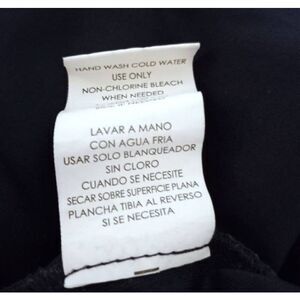 HAND WASH COLD WATER
USE ONLY
NON-CHLORINE BLEACH
WHEN NEEDED
LAVAR A MANO
CON AGUA FRIA
USAR SOLO BLANQUEADOR
SIN CLORO
CUANDO SE NECESITE
SECAR SOBRE SUPERFICIE PLANA
PLANCHA TIBIA AL REVERSO
SI SE NECESITA